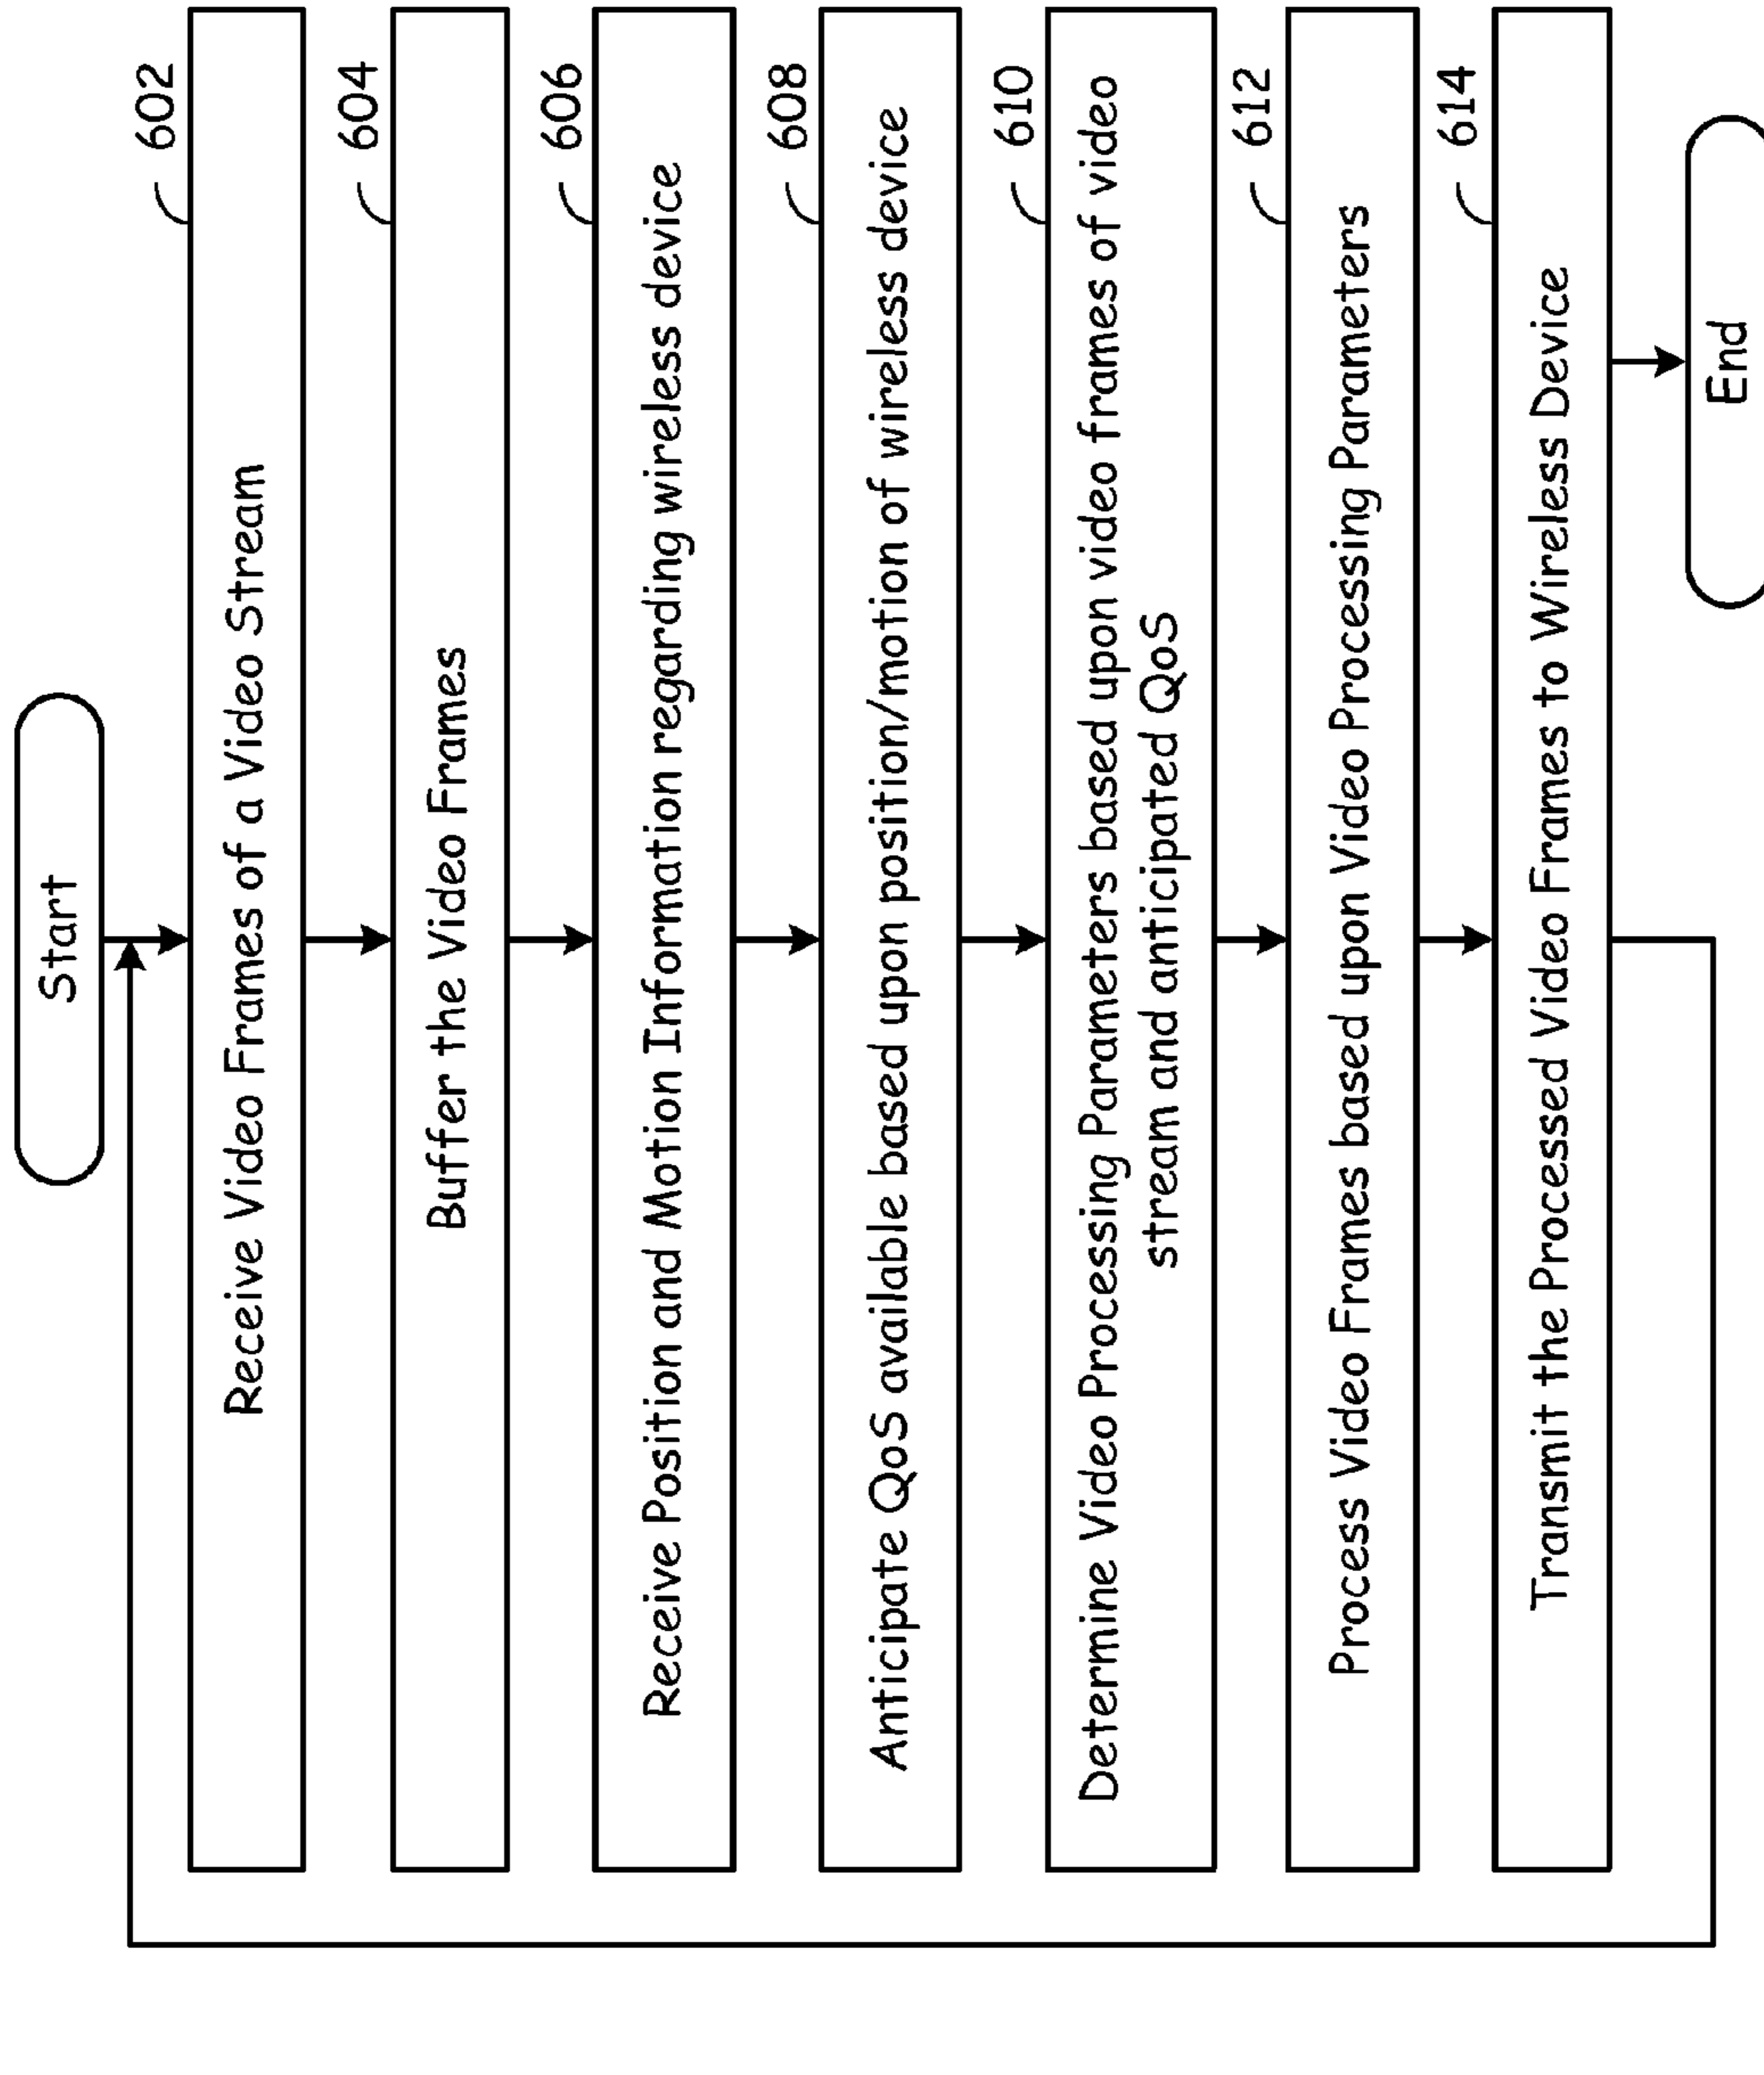 Start
602
Receive Video Frames of a Video Stream
604
Buffer the Video Frames
606
Receive Position and Motion Information regarding wireless device
608
Anticipate QoS available based upon position/motion of wireless device
610
Determine Video Processing Parameters based upon video frames of video
stream and anticipated QoS
612
Process Video Frames based upon Video Processing Parameters
614
Transmit the Processed Video Frames to Wireless Device
End